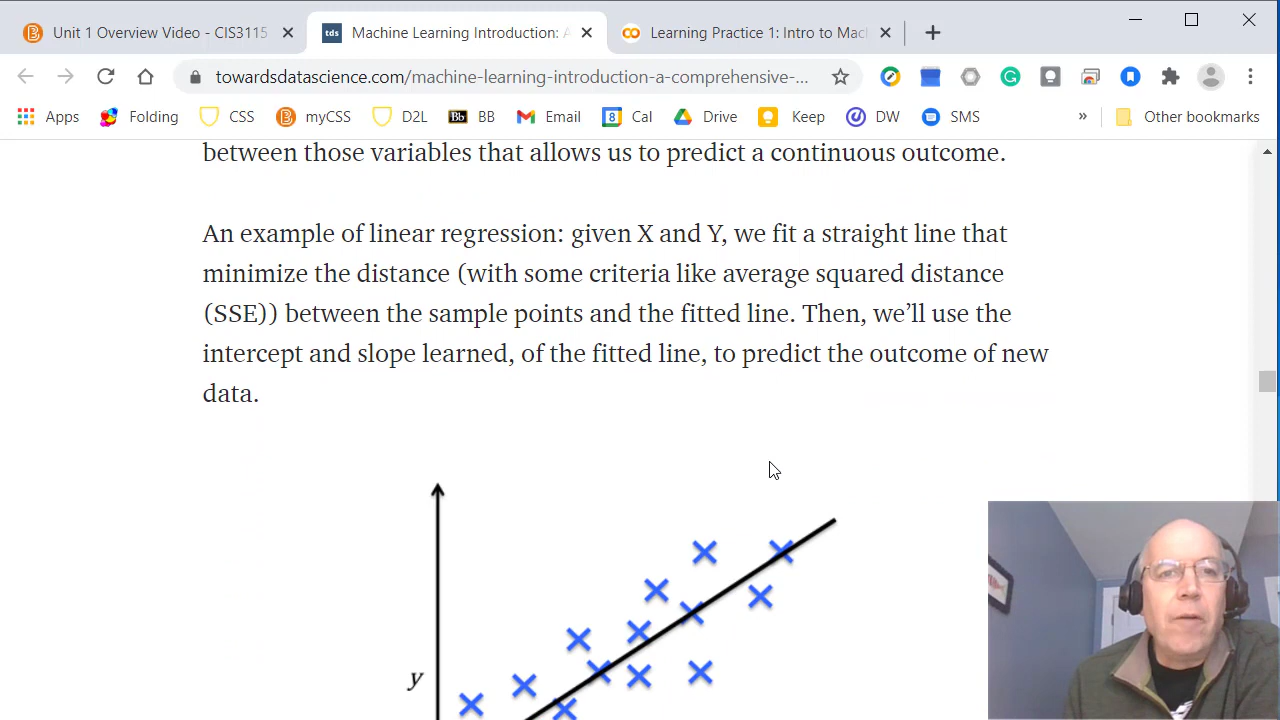 Unit 1 Overview Video - CIS3115
tds
Machine Learning Introduction: A
Learning Practice 1: Intro to Mac
towardsdatascience.com/machine-learning-introduction-a-comprehensive-...
Apps
Folding
CSS
myCSS
D2L
Bb
BB
Email
8
Cal
Drive
Keep
DW
SMS
»
Other bookmarks
between those variables that allows us to predict a continuous outcome.
An example of linear regression: given X and Y, we fit a straight line that
minimize the distance (with some criteria like average squared distance
(SSE)) between the sample points and the fitted line. Then, we’ll use the
intercept and slope learned, of the fitted line, to predict the outcome of new
data.
y